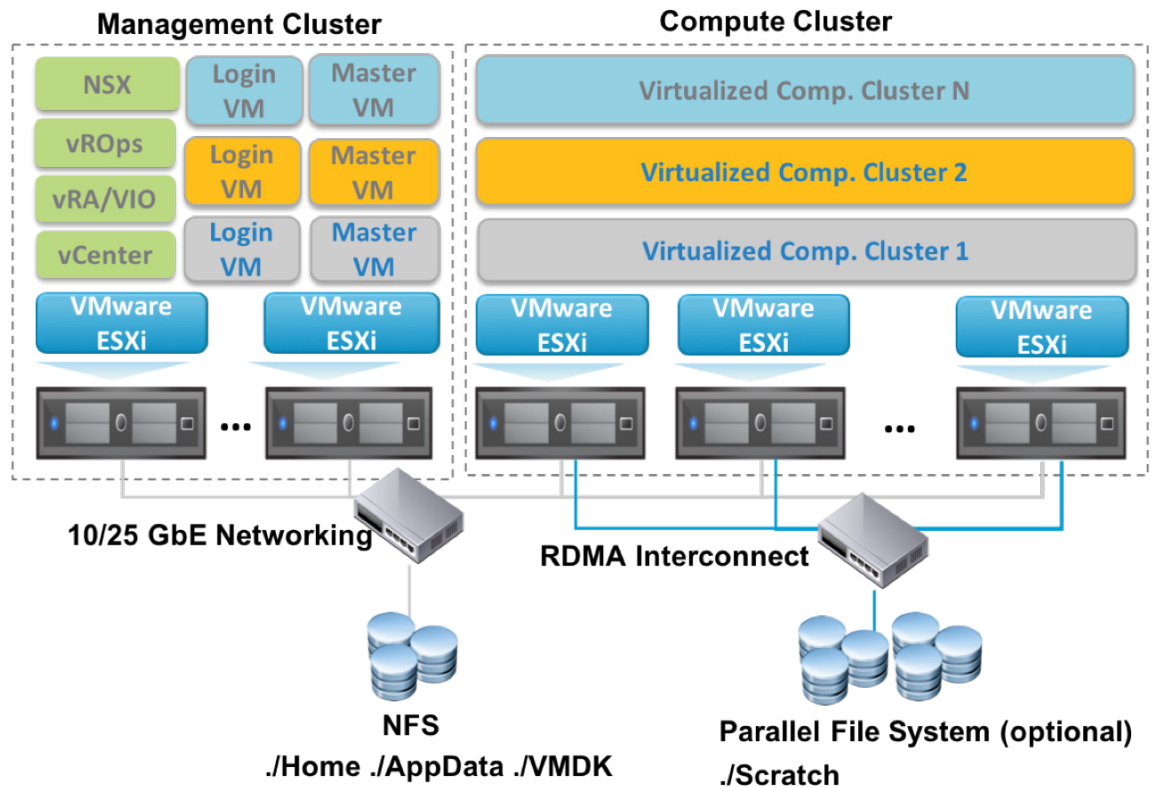 Management Cluster
Compute Cluster
NSX
vROps
vRA/VIO
vCenter
Login
VM
Master
VM
Login
VM
Master
VM
Login
VM
Master
VM
Virtualized Comp. Cluster N
Virtualized Comp. Cluster 2
Virtualized Comp. Cluster 1
VMware
ESXi
VMware
ESXi
VMware
ESXi
VMware
ESXi
VMware
ESXi
...
...
10/25 GbE Networking
RDMA Interconnect
NFS
./Home ./AppData ./VMDK
Parallel File System (optional)
./Scratch